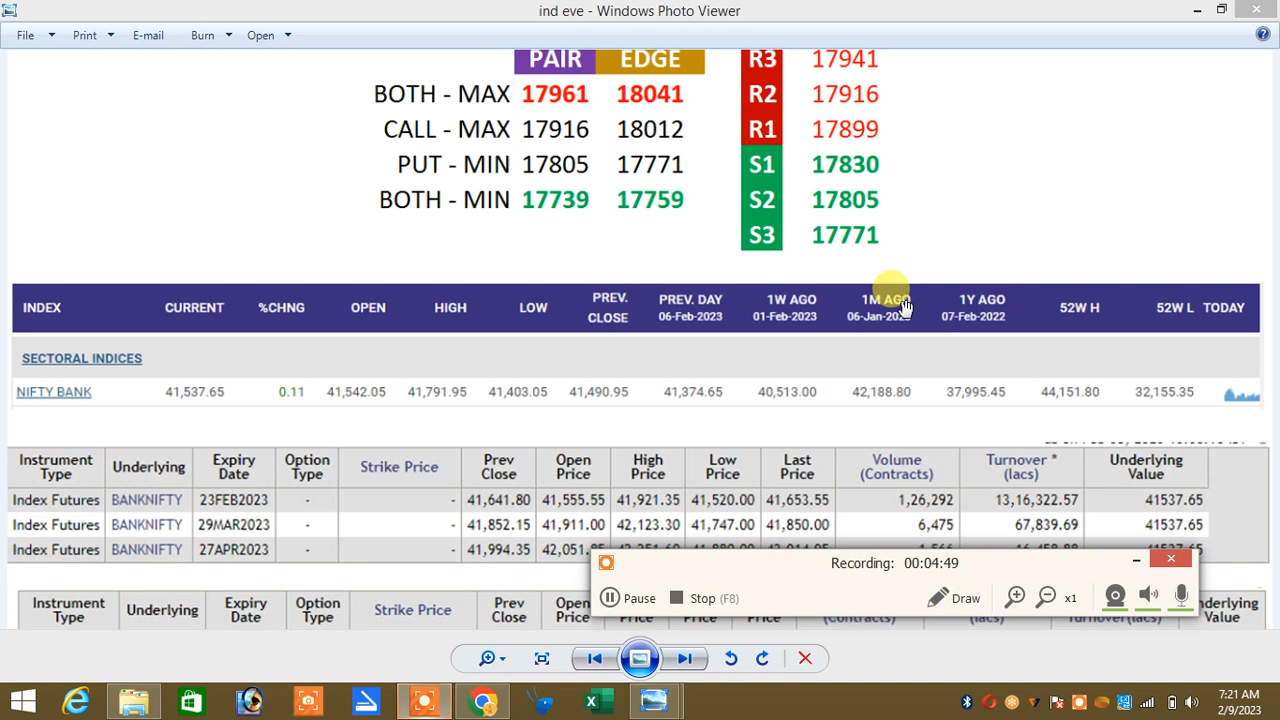 ind eve - Windows Photo Viewer
File Print E-mail Burn Open
PAIR EDGE R3 17941
BOTH - MAX 17961 18041 R2 17916
CALL - MAX 17916 18012 R1 17899
PUT - MIN 17805 17771 S1 17830
BOTH - MIN 17739 17759 S2 17805
S3 17771
INDEX CURRENT %CHNG OPEN HIGH LOW PREV. CLOSE PREV. DAY 06-Feb-2023 1W AGO 01-Feb-2023 1M AGO 1Y AGO 07-Feb-2022 52W H 52W L TODAY
SECTORAL INDICES
NIFTY BANK 41,537.65 0.11 41,542.05 41,791.95 41,403.05 41,490.95 41,374.65 40,513.00 42,188.80 37,995.45 44,151.80 32,155.35
Instrument Type Underlying Expiry Date Option Type Strike Price Prev Close Open Price High Price Low Price Last Price Volume (Contracts) Turnover * (lacs) Underlying Value
Index Futures BANKNIFTY 23FEB2023 - - 41,641.80 41,555.55 41,921.35 41,520.00 41,653.55 1,26,292 13,16,322.57 41537.65
Index Futures BANKNIFTY 29MAR2023 - - 41,852.15 41,911.00 42,123.30 41,747.00 41,850.00 6,475 67,839.69 41537.65
Index Futures BANKNIFTY 27APR2023 - - 41,994.35
Recording: 00:04:49
Pause Stop (F8) Draw x1
Instrument Type Underlying Expiry Date Option Type Strike Price Prev Close
7:21 AM
2/9/2023